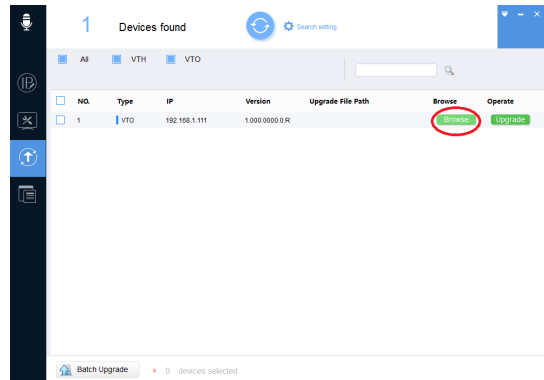 1 Devices found Search setting
All VTH VTO
IP
NO. Type IP Version Upgrade File Path Browse Operate
1 VTO 192.168.1.111 1.000.0000.0.R Browse Upgrade
Batch Upgrade * 0 devices selected